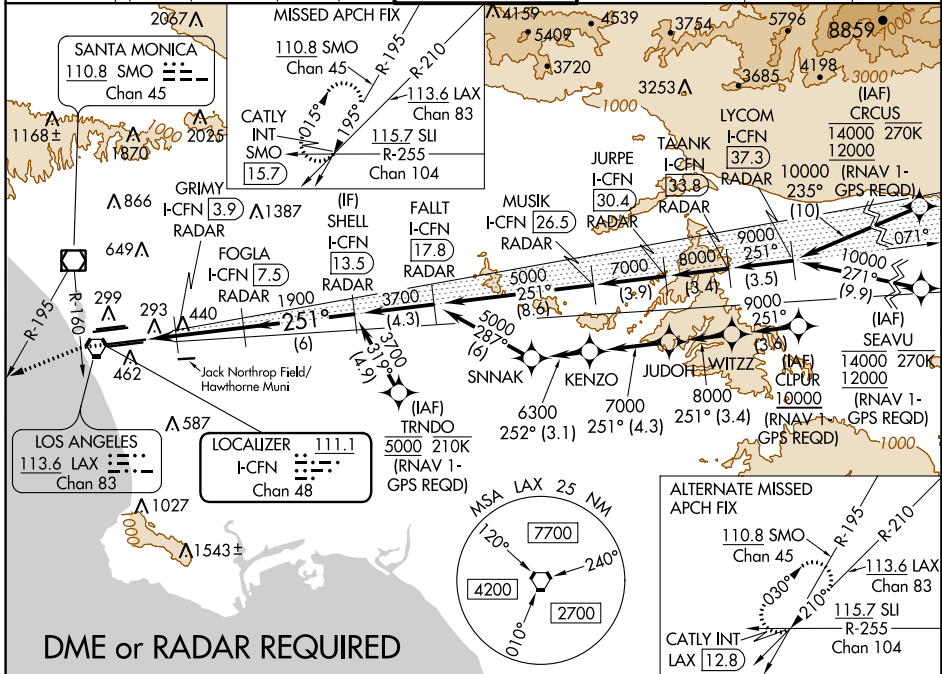 2067
4159
4539
5409
3720
3754
5796
8859
7000
4198
3685
3253
3000
1000
SANTA MONICA
110.8 SMO
Chan 45
MISSED APCH FIX
110.8 SMO
Chan 45
R-195
R-210
113.6 LAX
Chan 83
015°
195°
CATLY
INT
SMO
15.7
115.7 SLI
R-255
Chan 104
1168±
1870
2025
1000
866
649
1387
GRIMY
I-CFN 3.9
RADAR
FOGLA
I-CFN 7.5
RADAR
(IF)
SHELL
I-CFN
13.5
RADAR
FALLT
I-CFN
17.8
RADAR
MUSIK
I-CFN 26.5
RADAR
JURPE
I-CFN
30.4
RADAR
TAANK
I-CFN
33.8
RADAR
LYCOM
I-CFN
37.3
RADAR
(IAF)
CRCUS
14000 270K
12000
(RNAV 1-
GPS REQD)
10000
235°
(10)
071°
10000
271°
(9.9)
9000
251°
(3.5)
8000
(3.4)
7000
(3.9)
5000
251°
(8.6)
3700
(4.3)
1900
251°
(6)
9000
251°
(3.6)
5000
287°
(6)
3700
319°
(4.9)
R-195
R-160
299
293
440
462
Jack Northrop Field/
Hawthorne Muni
SNNAK
KENZO
JUDOH
WITZZ
6300
252° (3.1)
7000
251° (4.3)
8000
251° (3.4)
(IAF)
CLPUR
10000
(RNAV 1-
GPS REQD)
(IAF)
SEAVU
14000 270K
12000
(RNAV 1-
GPS REQD)
1000
(IAF)
TRNDO
5000 210K
(RNAV 1-
GPS REQD)
587
LOS ANGELES
113.6 LAX
Chan 83
LOCALIZER 111.1
I-CFN
Chan 48
1027
1000
1543±
MSA LAX 25 NM
120°
7700
240°
4200
2700
010°
ALTERNATE MISSED
APCH FIX
110.8 SMO
Chan 45
R-195
R-210
113.6 LAX
Chan 83
030°
210°
115.7 SLI
R-255
Chan 104
CATLY INT
LAX 12.8
DME or RADAR REQUIRED